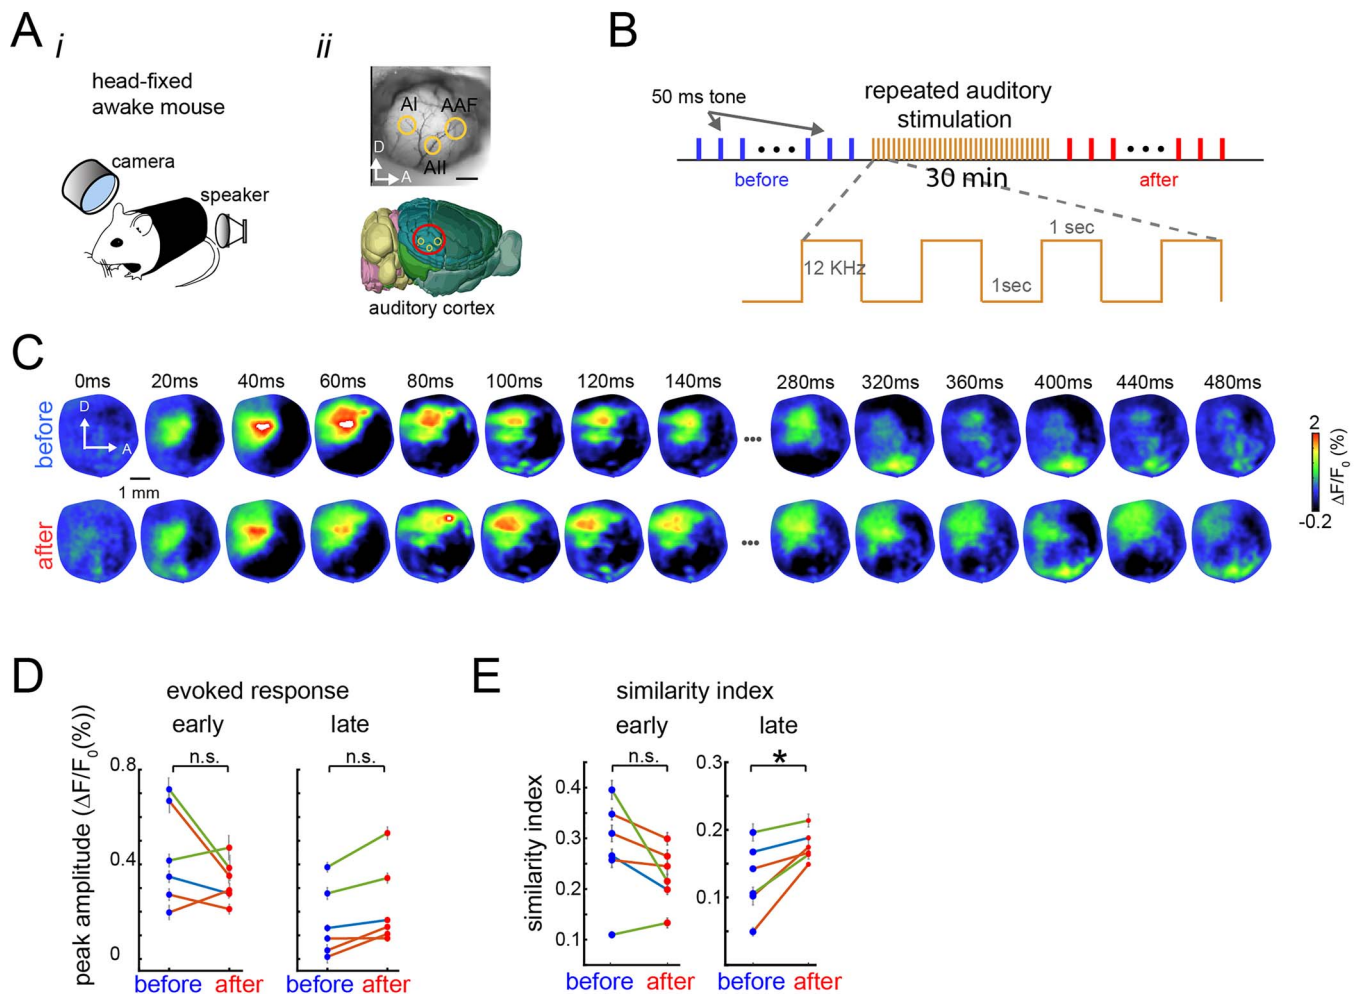 A
i
head-fixed
awake mouse
camera
speaker
ii
AI
AAF
AII
D
A
auditory cortex
B
50 ms tone
repeated auditory
stimulation
before
30 min
after
1 sec
12 KHz
1sec
C
0ms 20ms 40ms 60ms 80ms 100ms 120ms 140ms 280ms 320ms 360ms 400ms 440ms 480ms
before
D
A
1 mm
after
2
-0.2
ΔF/F0 (%)
D
evoked response
early
late
n.s.
n.s.
peak amplitude (ΔF/F0(%))
0.8
0.4
0
before after
before after
E
similarity index
early
late
n.s.
*
similarity index
0.4
0.3
0.2
0.1
0.3
0.2
0.1
before after
before after